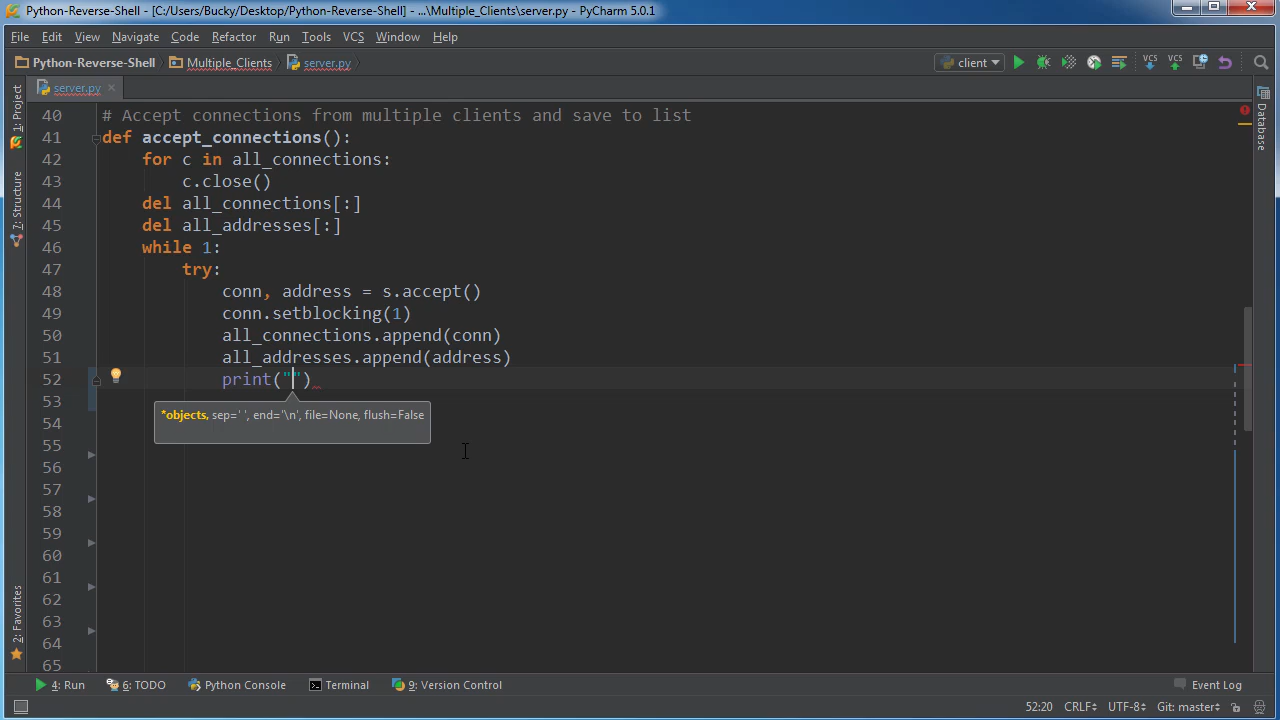 Python-Reverse-Shell - [C:/Users/Bucky/Desktop/Python-Reverse-Shell] - ...\Multiple_Clients\server.py - PyCharm 5.0.1
File Edit View Navigate Code Refactor Run Tools VCS Window Help
Python-Reverse-Shell Multiple_Clients server.py client VCS VCS
server.py
1: Project
7: Structure
2: Favorites
Database
40 # Accept connections from multiple clients and save to list
41 def accept_connections():
42 for c in all_connections:
43 c.close()
44 del all_connections[:]
45 del all_addresses[:]
46 while 1:
47 try:
48 conn, address = s.accept()
49 conn.setblocking(1)
50 all_connections.append(conn)
51 all_addresses.append(address)
52 print("")
53
*objects, sep=' ', end='\n', file=None, flush=False
54
55
56
57
58
59
60
61
62
63
64
65
4: Run 6: TODO Python Console Terminal 9: Version Control Event Log
52:20 CRLF UTF-8 Git: master